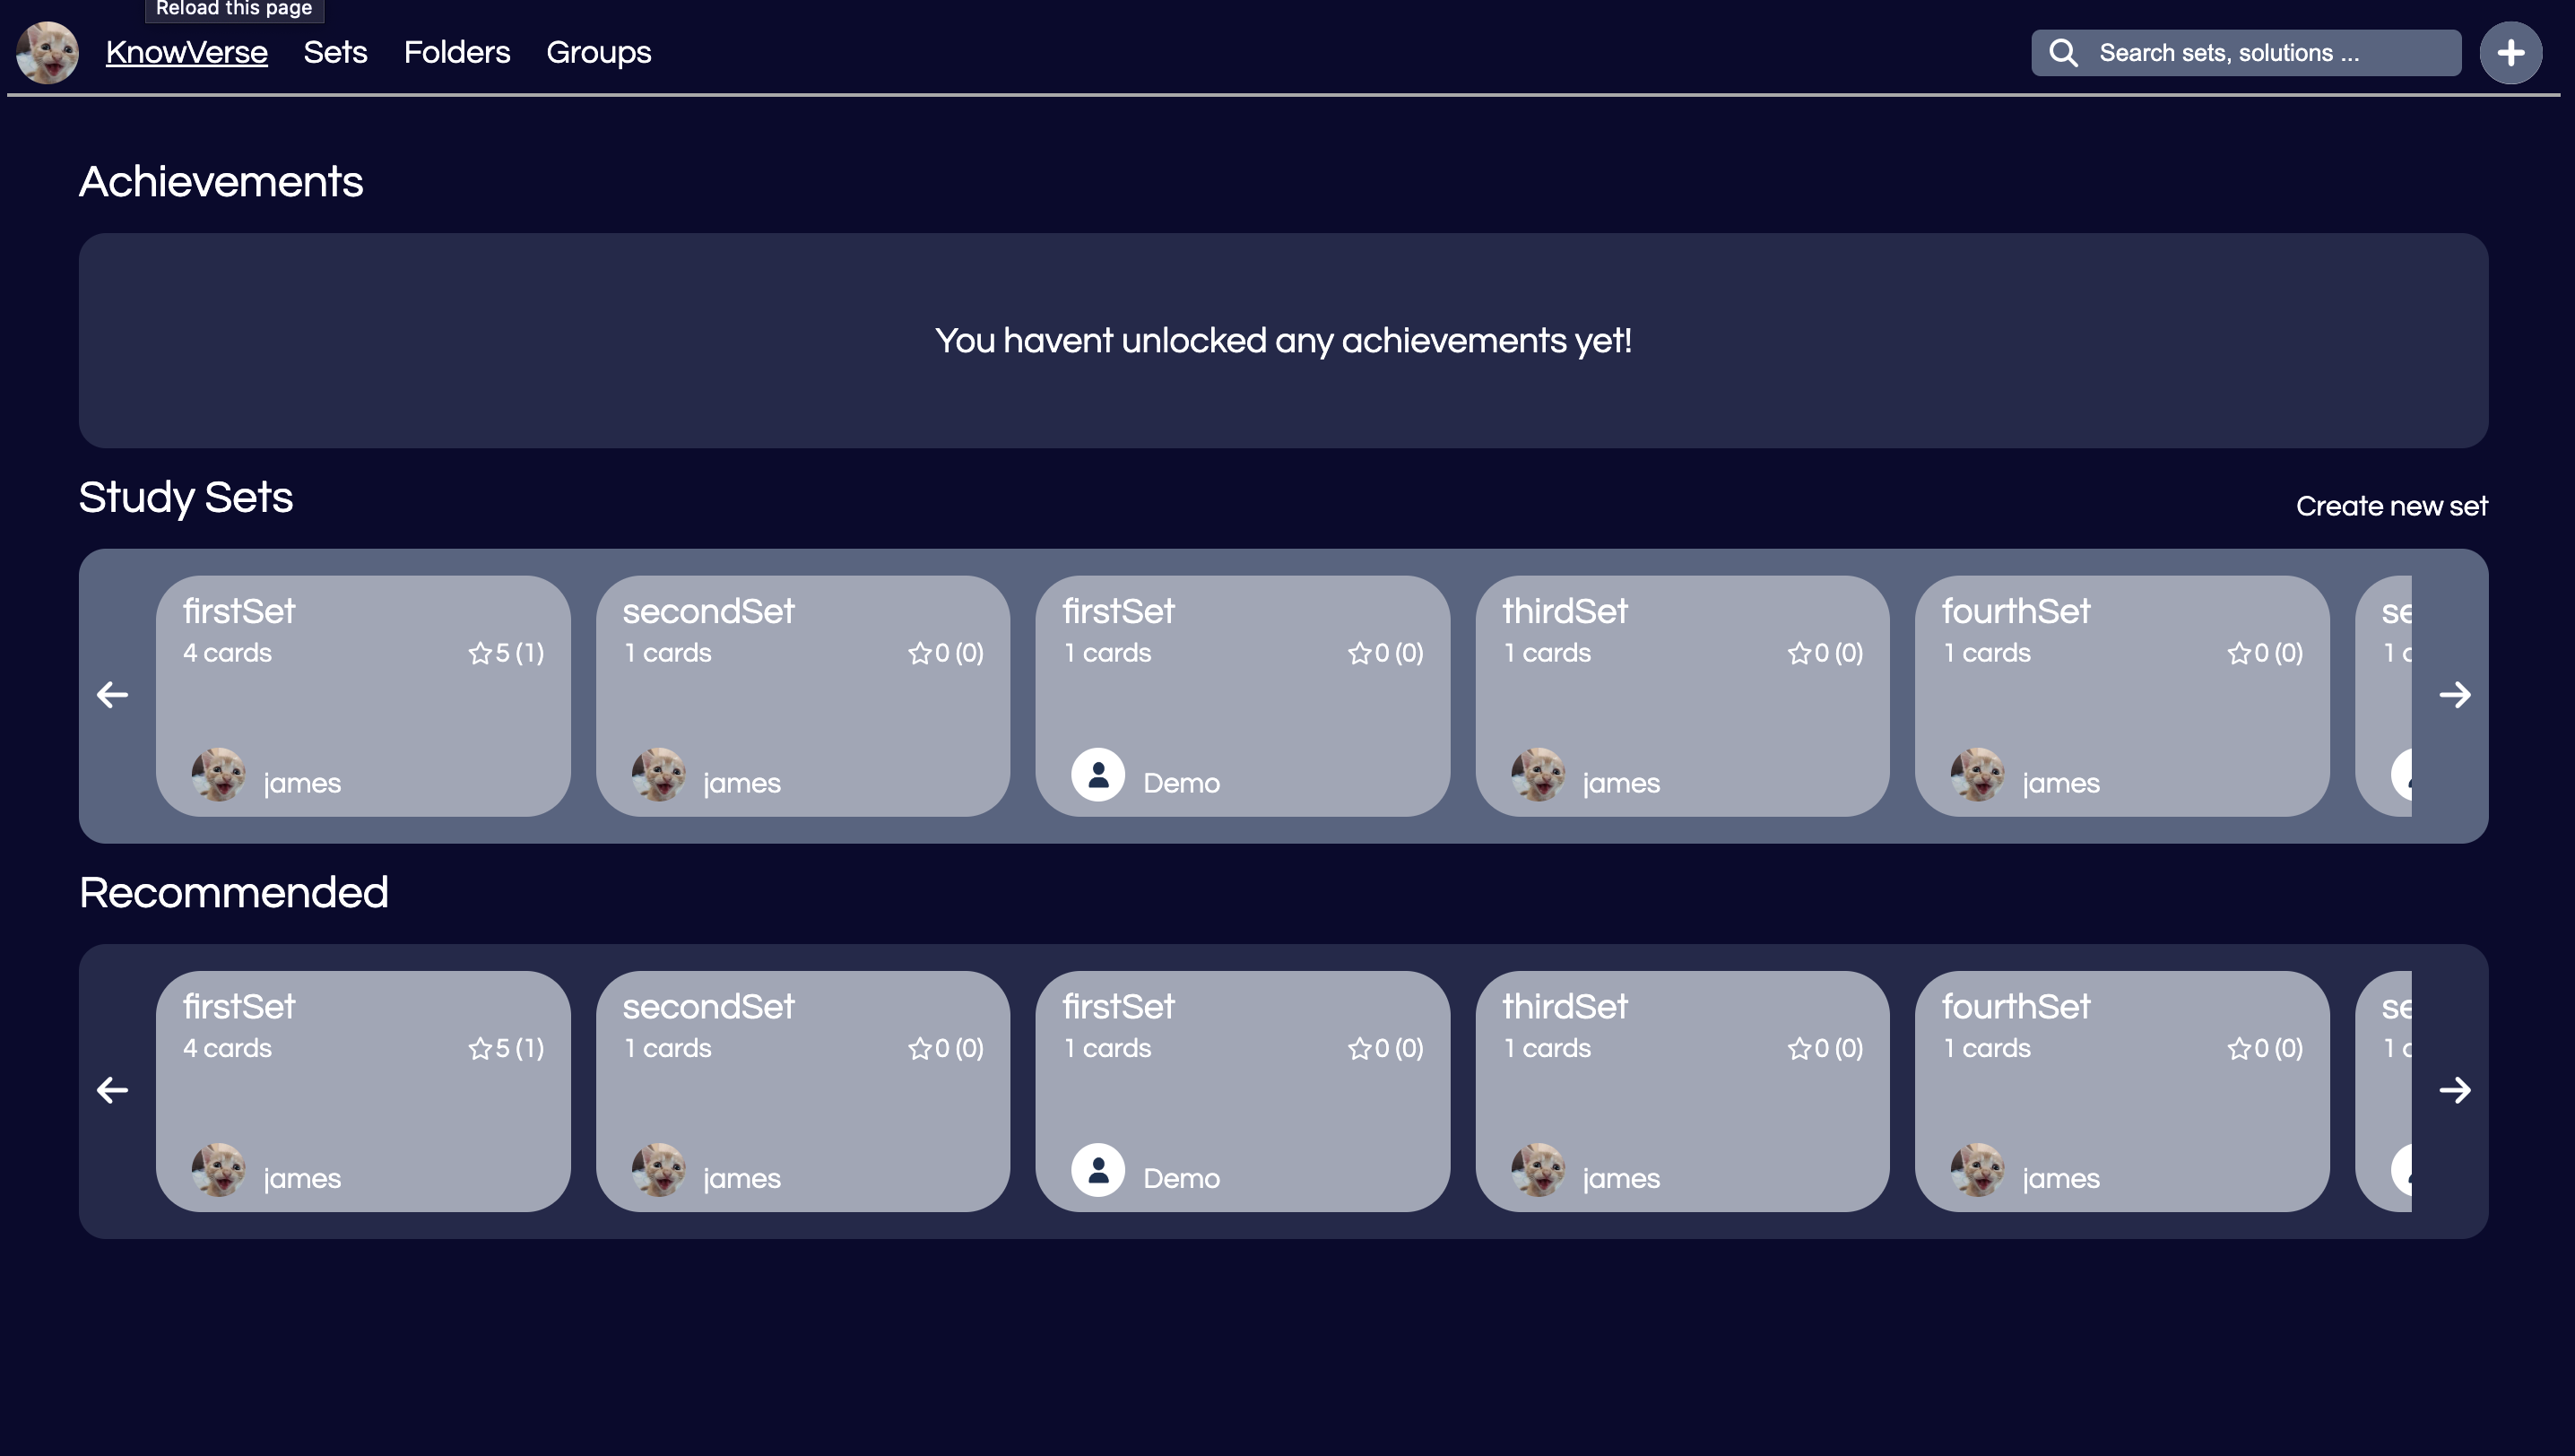 Reload this page
KnowVerse Sets Folders Groups Search sets, solutions ...
Achievements
You havent unlocked any achievements yet!
Study Sets Create new set
firstSet secondSet firstSet thirdSet fourthSet se
4 cards 5 (1) 1 cards 0 (0) 1 cards 0 (0) 1 cards 0 (0) 1 cards 0 (0) 1 c
james james Demo james james
Recommended
firstSet secondSet firstSet thirdSet fourthSet se
4 cards 5 (1) 1 cards 0 (0) 1 cards 0 (0) 1 cards 0 (0) 1 cards 0 (0) 1 c
james james Demo james james